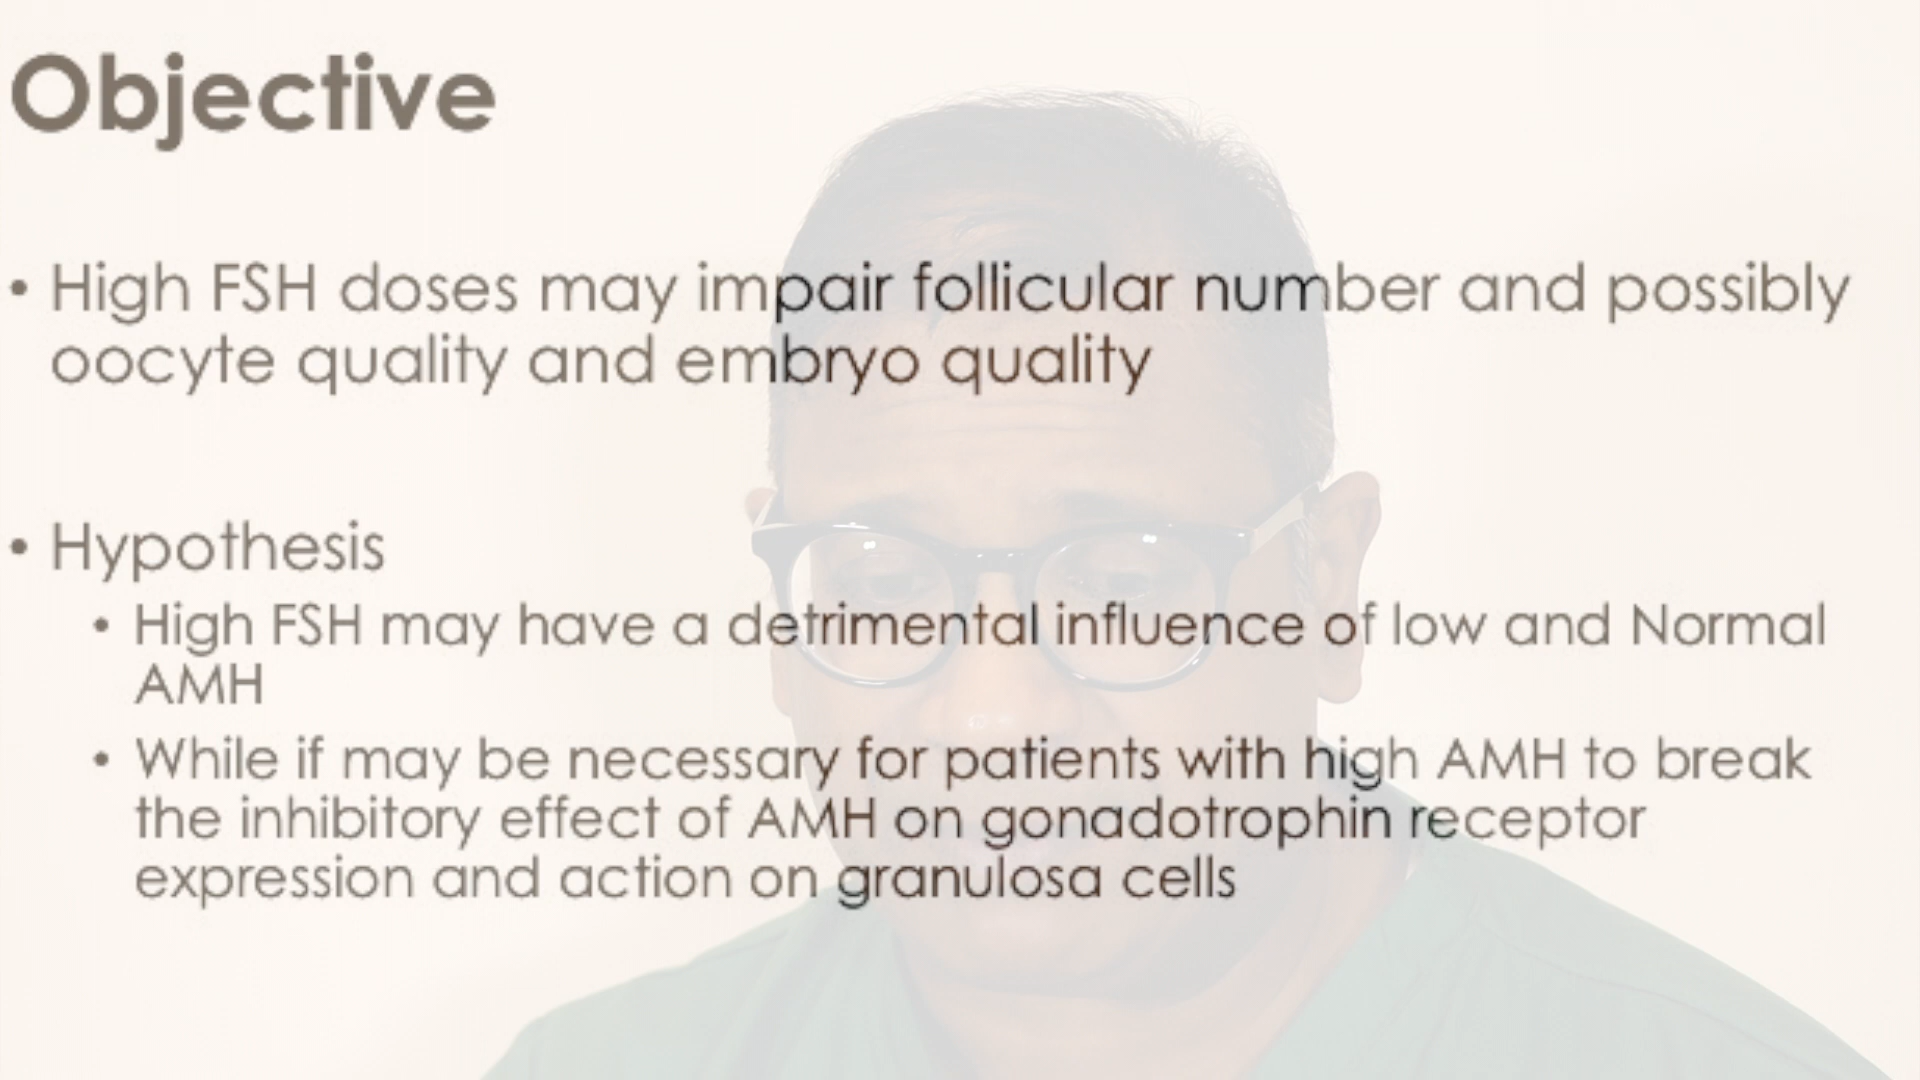 Objective
• High FSH doses may impair follicular number and possibly
oocyte quality and embryo quality
• Hypothesis
• High FSH may have a detrimental influence of low and Normal
AMH
• While if may be necessary for patients with high AMH to break
the inhibitory effect of AMH on gonadotrophin receptor
expression and action on granulosa cells